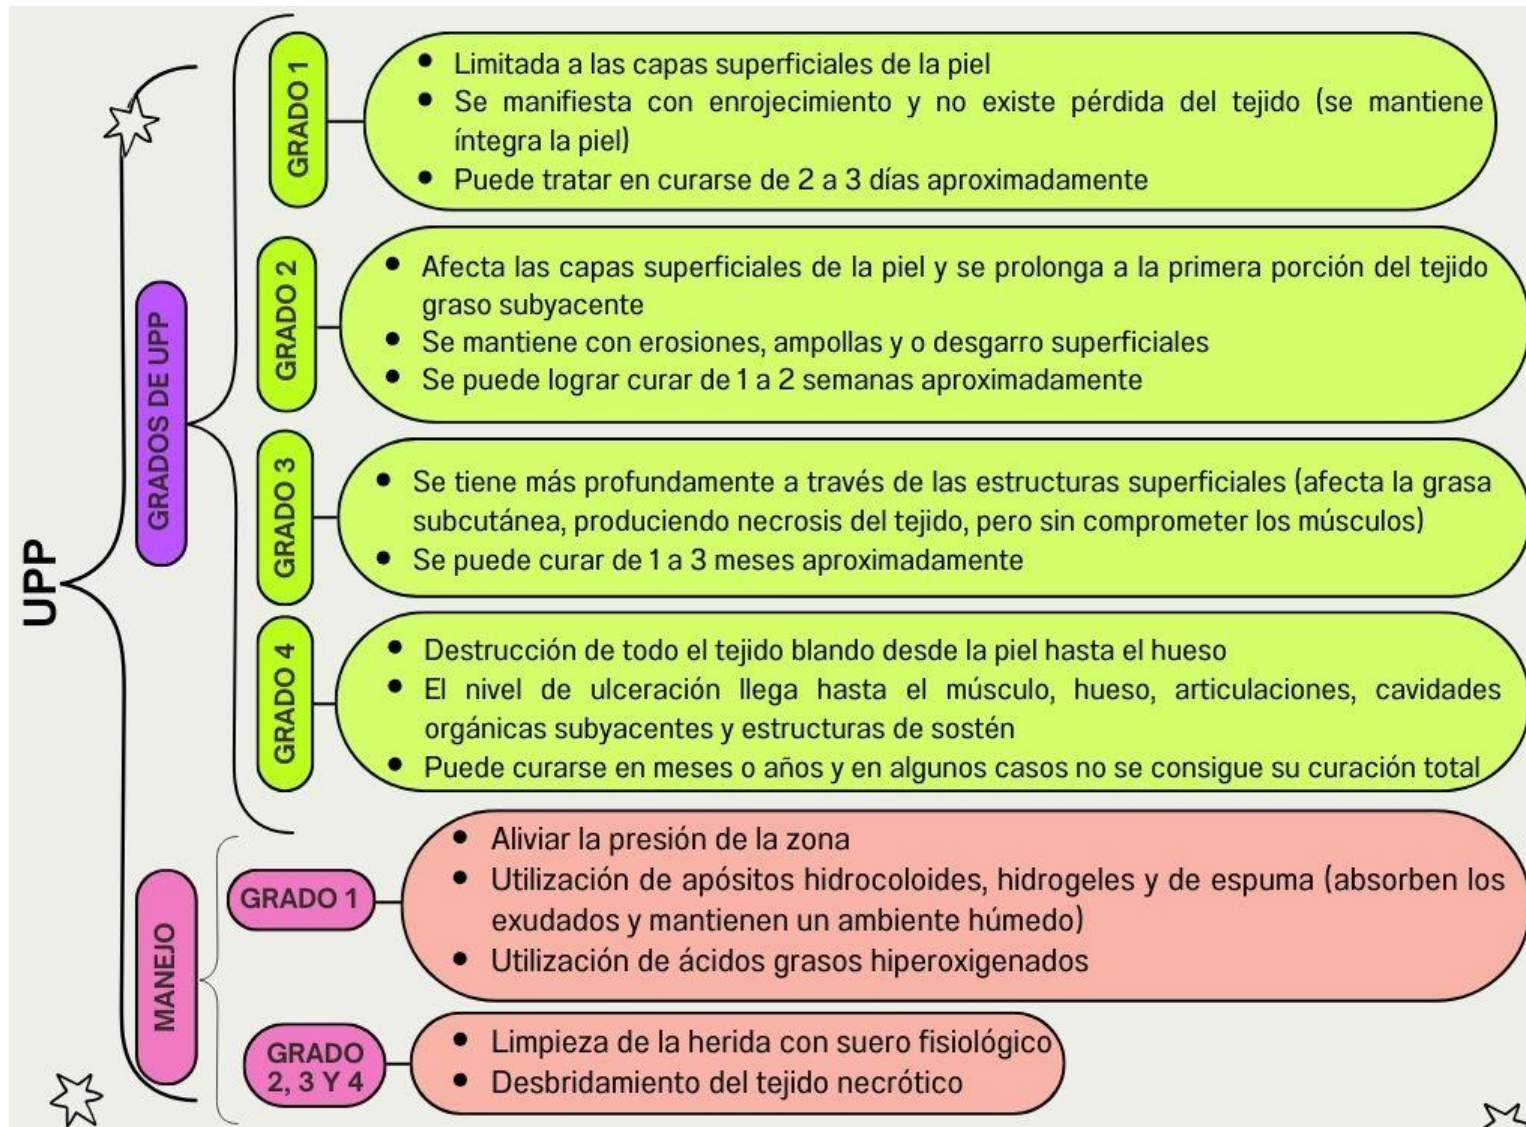 UPP
GRADOS DE UPP
GRADO 1
• Limitada a las capas superficiales de la piel
• Se manifiesta con enrojecimiento y no existe pérdida del tejido (se mantiene
íntegra la piel)
• Puede tratar en curarse de 2 a 3 días aproximadamente
GRADO 2
• Afecta las capas superficiales de la piel y se prolonga a la primera porción del tejido
graso subyacente
• Se mantiene con erosiones, ampollas y o desgarro superficiales
• Se puede lograr curar de 1 a 2 semanas aproximadamente
GRADO 3
• Se tiene más profundamente a través de las estructuras superficiales (afecta la grasa
subcutánea, produciendo necrosis del tejido, pero sin comprometer los músculos)
• Se puede curar de 1 a 3 meses aproximadamente
GRADO 4
• Destrucción de todo el tejido blando desde la piel hasta el hueso
• El nivel de ulceración llega hasta el músculo, hueso, articulaciones, cavidades
orgánicas subyacentes y estructuras de sostén
• Puede curarse en meses o años y en algunos casos no se consigue su curación total
MANEJO
GRADO 1
• Aliviar la presión de la zona
• Utilización de apósitos hidrocoloides, hidrogeles y de espuma (absorben los
exudados y mantienen un ambiente húmedo)
• Utilización de ácidos grasos hiperoxigenados
GRADO
2, 3 Y 4
• Limpieza de la herida con suero fisiológico
• Desbridamiento del tejido necrótico